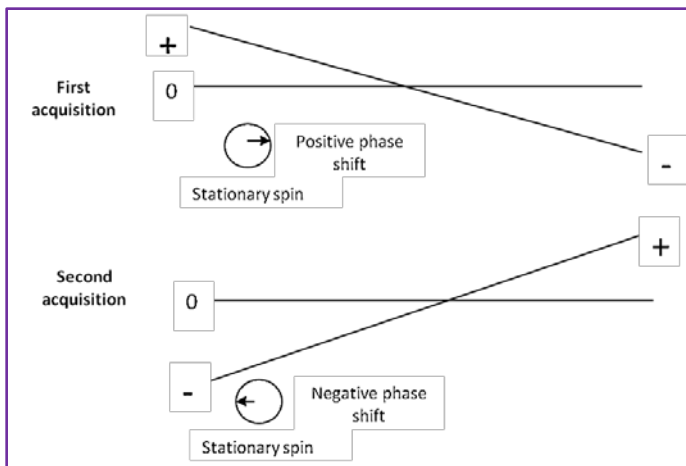 +
First
acquisition
0
Positive phase
shift
-
Stationary spin
+
Second
acquisition
0
-
Negative phase
shift
Stationary spin